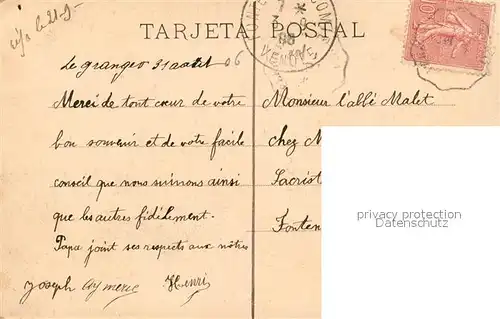 TARJETA POSTAL
Le granger 31 août 06
Merci de tout cœur de votre
bon souvenir et de votre facile
conseil que nous suivrons ainsi
que les autres fidèlement.
Papa joint ses respects aux nôtres
Joseph Aymeric Henri
Monsieur l'abbé Malet
chez M
Sacrist
Fonten
privacy protection
Datenschutz